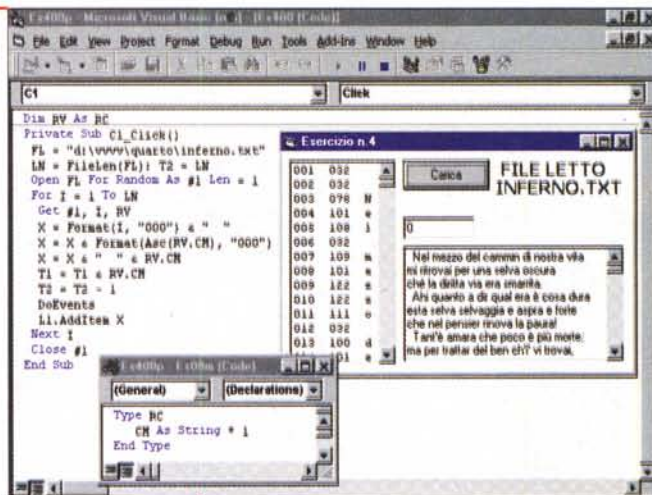 Ex400p - Microsoft Visual Basic
File Edit View Project Format Debug Run Tools Add-Ins Window Help
C1
Click
Dim RV As RC
Private Sub C1_Click()
FL = "d:\vvvv\quarto\inferno.txt"
LN = FileLen(FL): T2 = LN
Open FL For Random As #1 Len = 1
For I = 1 To LN
Get #1, I, RV
X = Format(I, "000") & "  "
X = X & Format(Asc(RV.CM), "000")
X = X & "  " & RV.CM
T1 = T1 & RV.CM
T2 = T2 - 1
DoEvents
L1.AddItem X
Next I
Close #1
End Sub
Esercizio n.4
001 032
002 032
003 078 N
004 101 e
005 108 l
006 032
007 109 m
008 101 e
009 122 z
010 122 z
011 111 o
012 032
013 100 d
101 e
Carica
FILE LETTO
INFERNO.TXT
0
Nel mezzo del cammin di nostra vita
mi ritrovai per una selva oscura
ché la diritta via era smarrita.
Ahi quanto a dir qual era è cosa dura
esta selva selvaggia e aspra e forte
che nel pensier rinova la paura!
Tant'è amara che poco è più morte;
ma per trattar del ben ch'i' vi trovai,
(General)
(Declarations)
Type RC
CM As String * 1
End Type